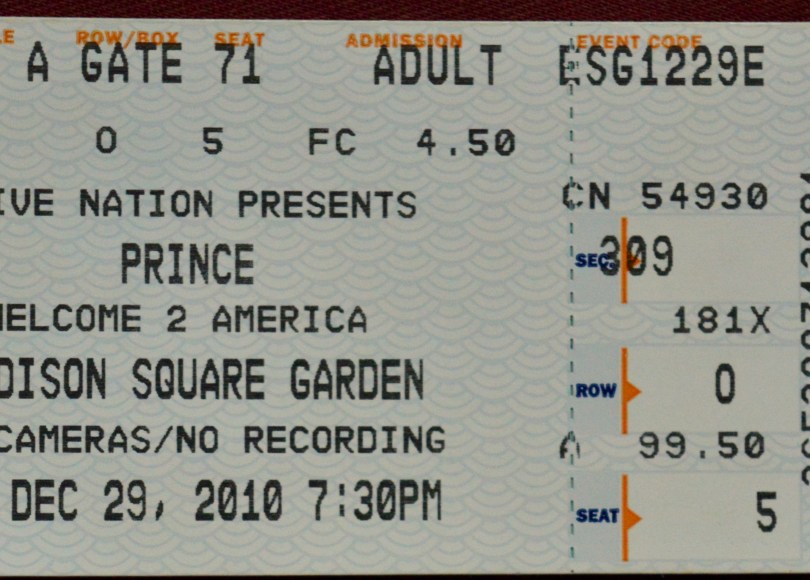 LE ROW/BOX SEAT ADMISSION EVENT CODE
A GATE 71 ADULT ESG1229E
O 5 FC 4.50
CN 54930
IVE NATION PRESENTS
SEC. 309
PRINCE
181X
ELCOME 2 AMERICA
ROW O
DISON SQUARE GARDEN
A 99.50
CAMERAS/NO RECORDING
SEAT 5
DEC 29, 2010 7:30PM